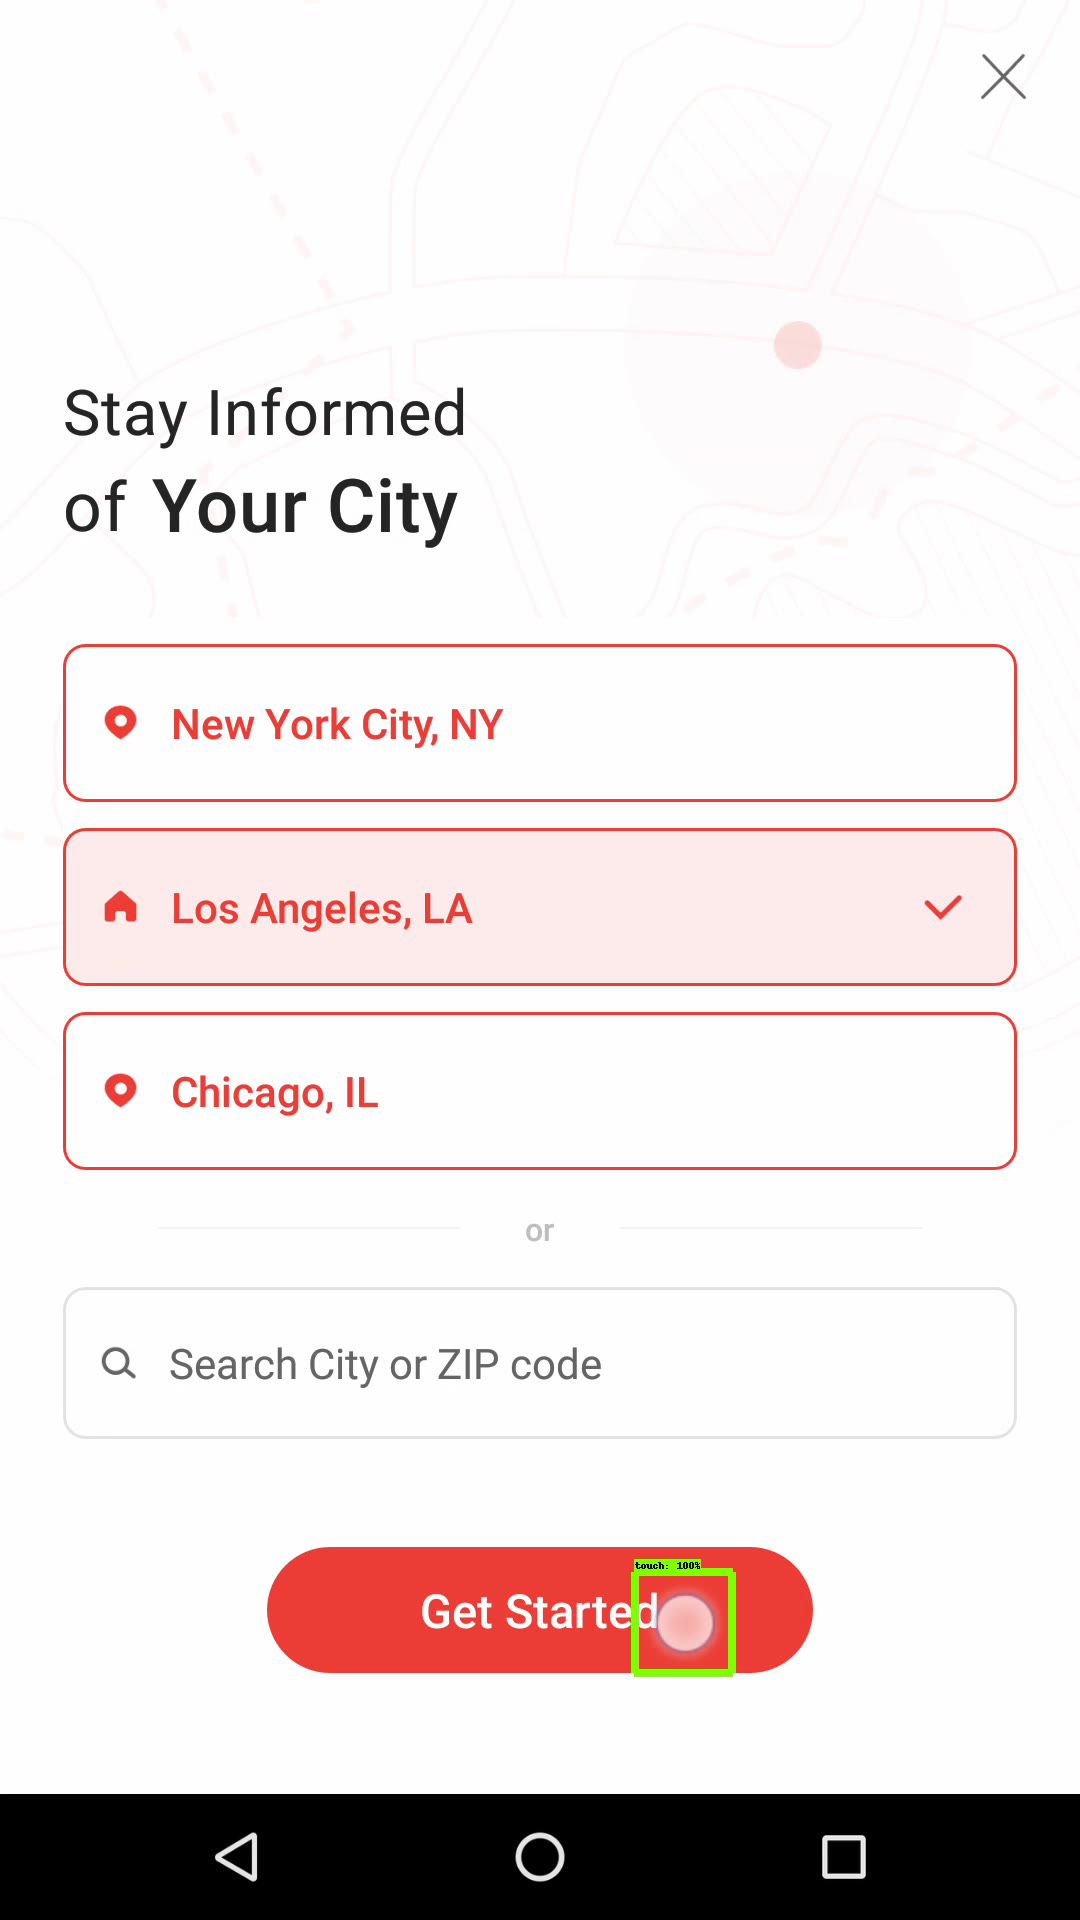 Stay Informed
of Your City
New York City, NY
Los Angeles, LA
Chicago, IL
or
Search City or ZIP code
touch: 100%
Get Started